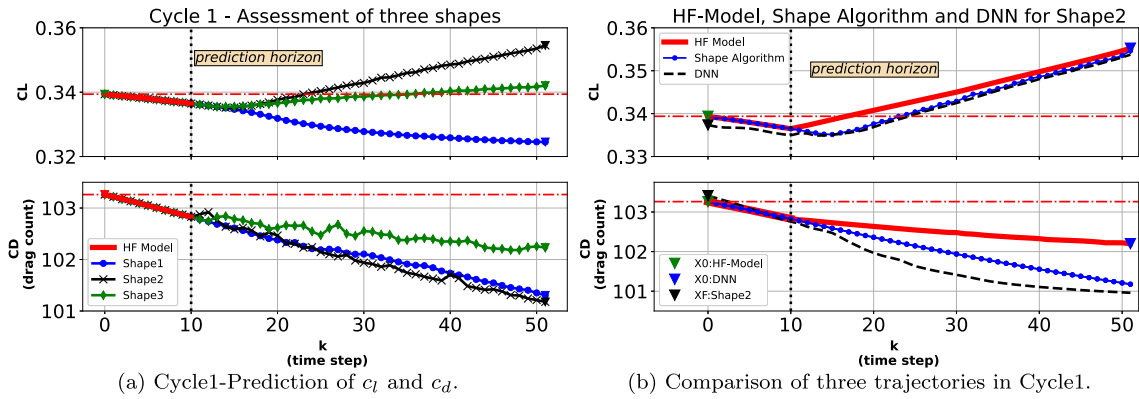 Cycle 1 - Assessment of three shapes
0.36
0.34
0.32
CL
prediction horizon
103
102
101
CD
(drag count)
HF Model
Shape1
Shape2
Shape3
0
10
20
30
40
50
k
(time step)
(a) Cycle1-Prediction of c_l and c_d.
HF-Model, Shape Algorithm and DNN for Shape2
0.36
0.35
0.34
0.33
CL
HF Model
Shape Algorithm
DNN
prediction horizon
103
102
101
CD
(drag count)
X0:HF-Model
X0:DNN
XF:Shape2
0
10
20
30
40
50
k
(time step)
(b) Comparison of three trajectories in Cycle1.